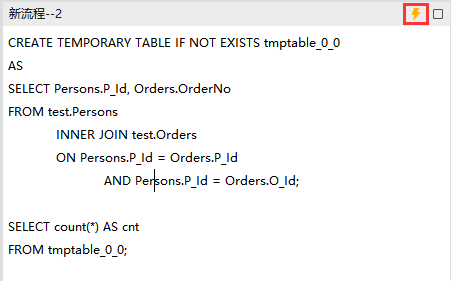 新流程--2
CREATE TEMPORARY TABLE IF NOT EXISTS tmptable_0_0
AS
SELECT Persons.P_Id, Orders.OrderNo
FROM test.Persons
INNER JOIN test.Orders
ON Persons.P_Id = Orders.P_Id
AND Persons.P_Id = Orders.O_Id;
SELECT count(*) AS cnt
FROM tmptable_0_0;